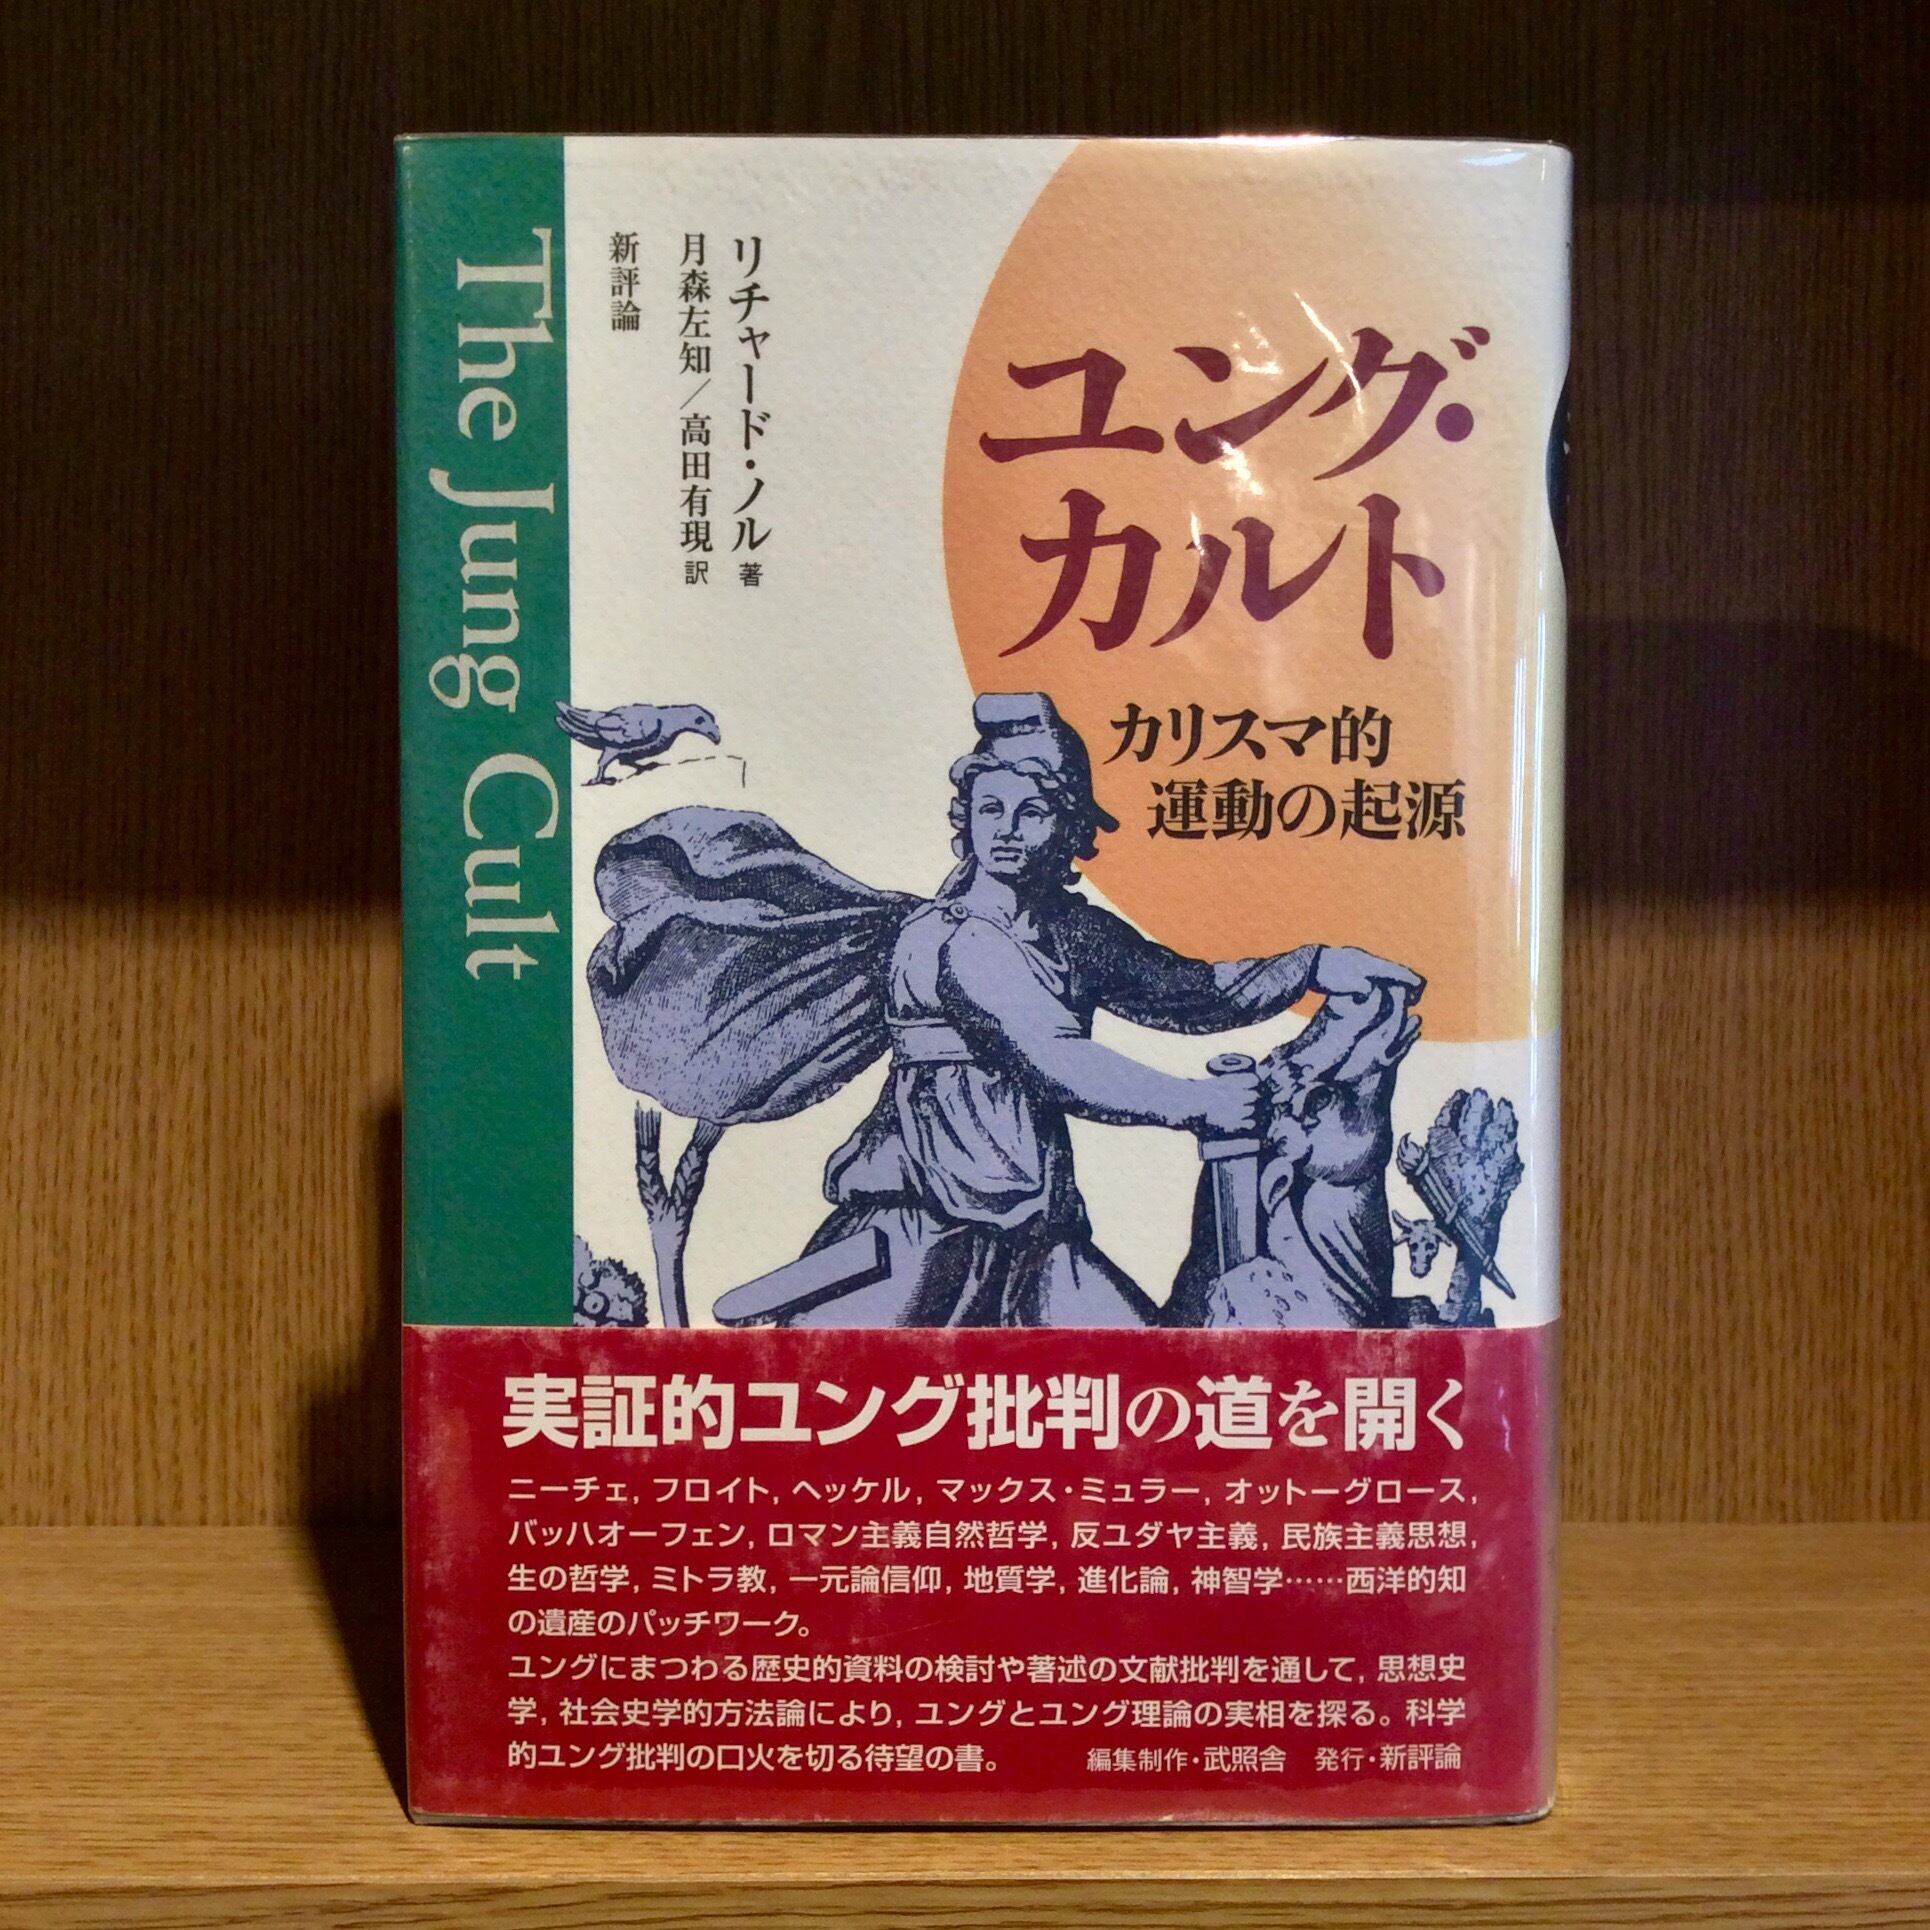 The Jung Cult
ユング・
カルト
カリスマ的
運動の起源
リチャード・ノル 著
月森左知/高田有現 訳
新評論
実証的ユング批判の道を開く
ニーチェ, フロイト, ヘッケル, マックス・ミュラー, オットーグロース,
バッハオーフェン, ロマン主義自然哲学, 反ユダヤ主義, 民族主義思想,
生の哲学, ミトラ教, 一元論信仰, 地質学, 進化論, 神智学……西洋的知
の遺産のパッチワーク。
ユングにまつわる歴史的資料の検討や著述の文献批判を通して, 思想史
学, 社会史学的方法論により, ユングとユング理論の実相を探る。科学
的ユング批判の口火を切る待望の書。
編集制作・武照舎 発行・新評論